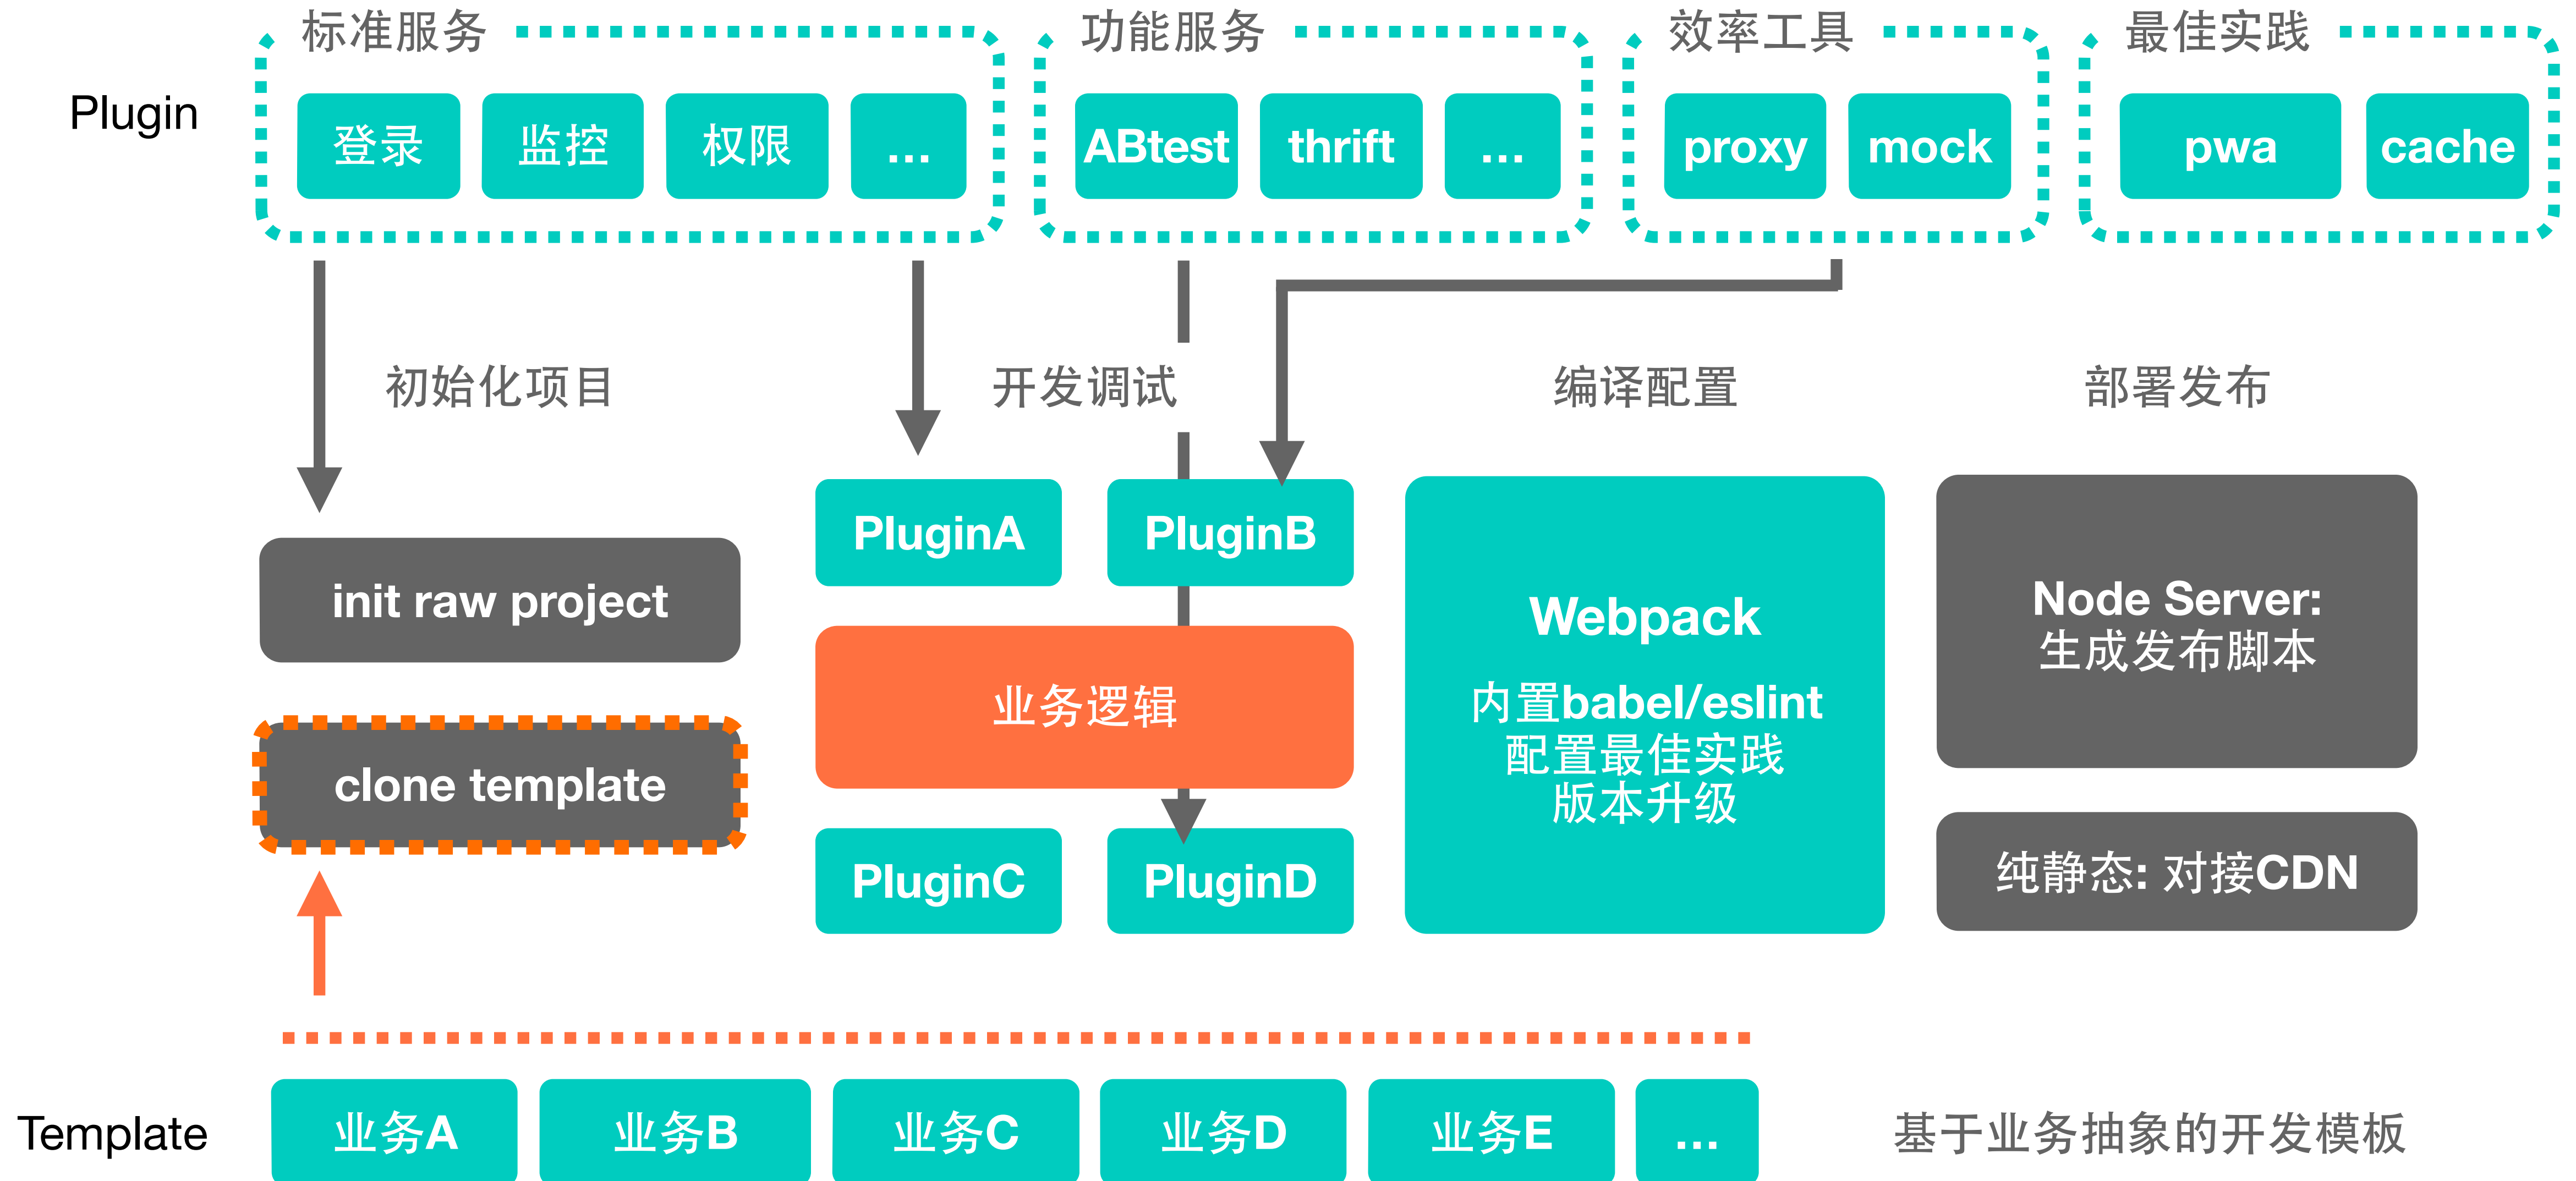 标准服务
功能服务
效率工具
最佳实践
Plugin
登录
监控
权限
...
ABtest
thrift
...
proxy
mock
pwa
cache
初始化项目
开发调试
编译配置
部署发布
init raw project
clone template
PluginA
PluginB
业务逻辑
PluginC
PluginD
Webpack
内置babel/eslint
配置最佳实践
版本升级
Node Server:
生成发布脚本
纯静态: 对接CDN
Template
业务A
业务B
业务C
业务D
业务E
...
基于业务抽象的开发模板